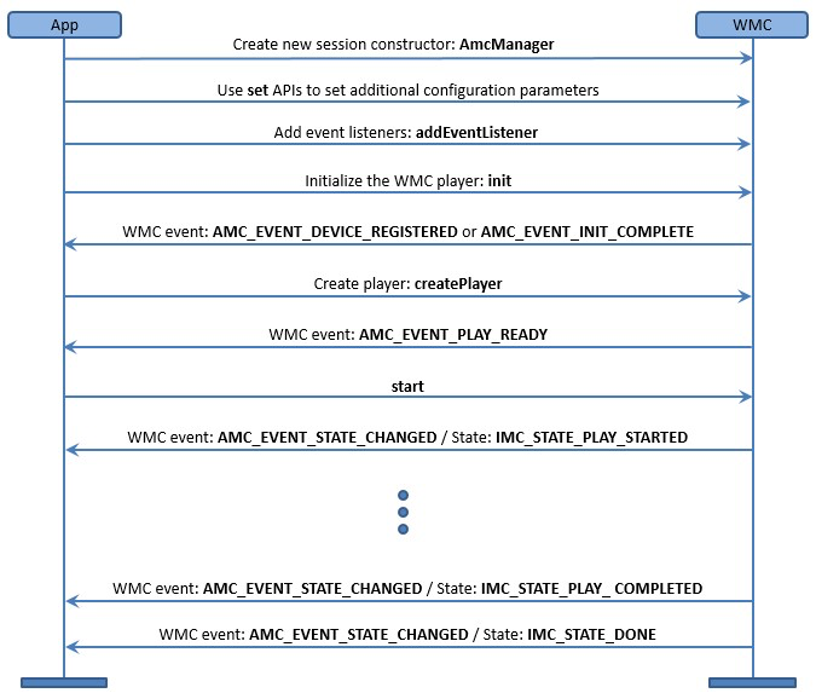 App
WMC
Create new session constructor: AmcManager
Use set APIs to set additional configuration parameters
Add event listeners: addEventListener
Initialize the WMC player: init
WMC event: AMC_EVENT_DEVICE_REGISTERED or AMC_EVENT_INIT_COMPLETE
Create player: createPlayer
WMC event: AMC_EVENT_PLAY_READY
start
WMC event: AMC_EVENT_STATE_CHANGED / State: IMC_STATE_PLAY_STARTED
WMC event: AMC_EVENT_STATE_CHANGED / State: IMC_STATE_PLAY_ COMPLETED
WMC event: AMC_EVENT_STATE_CHANGED / State: IMC_STATE_DONE